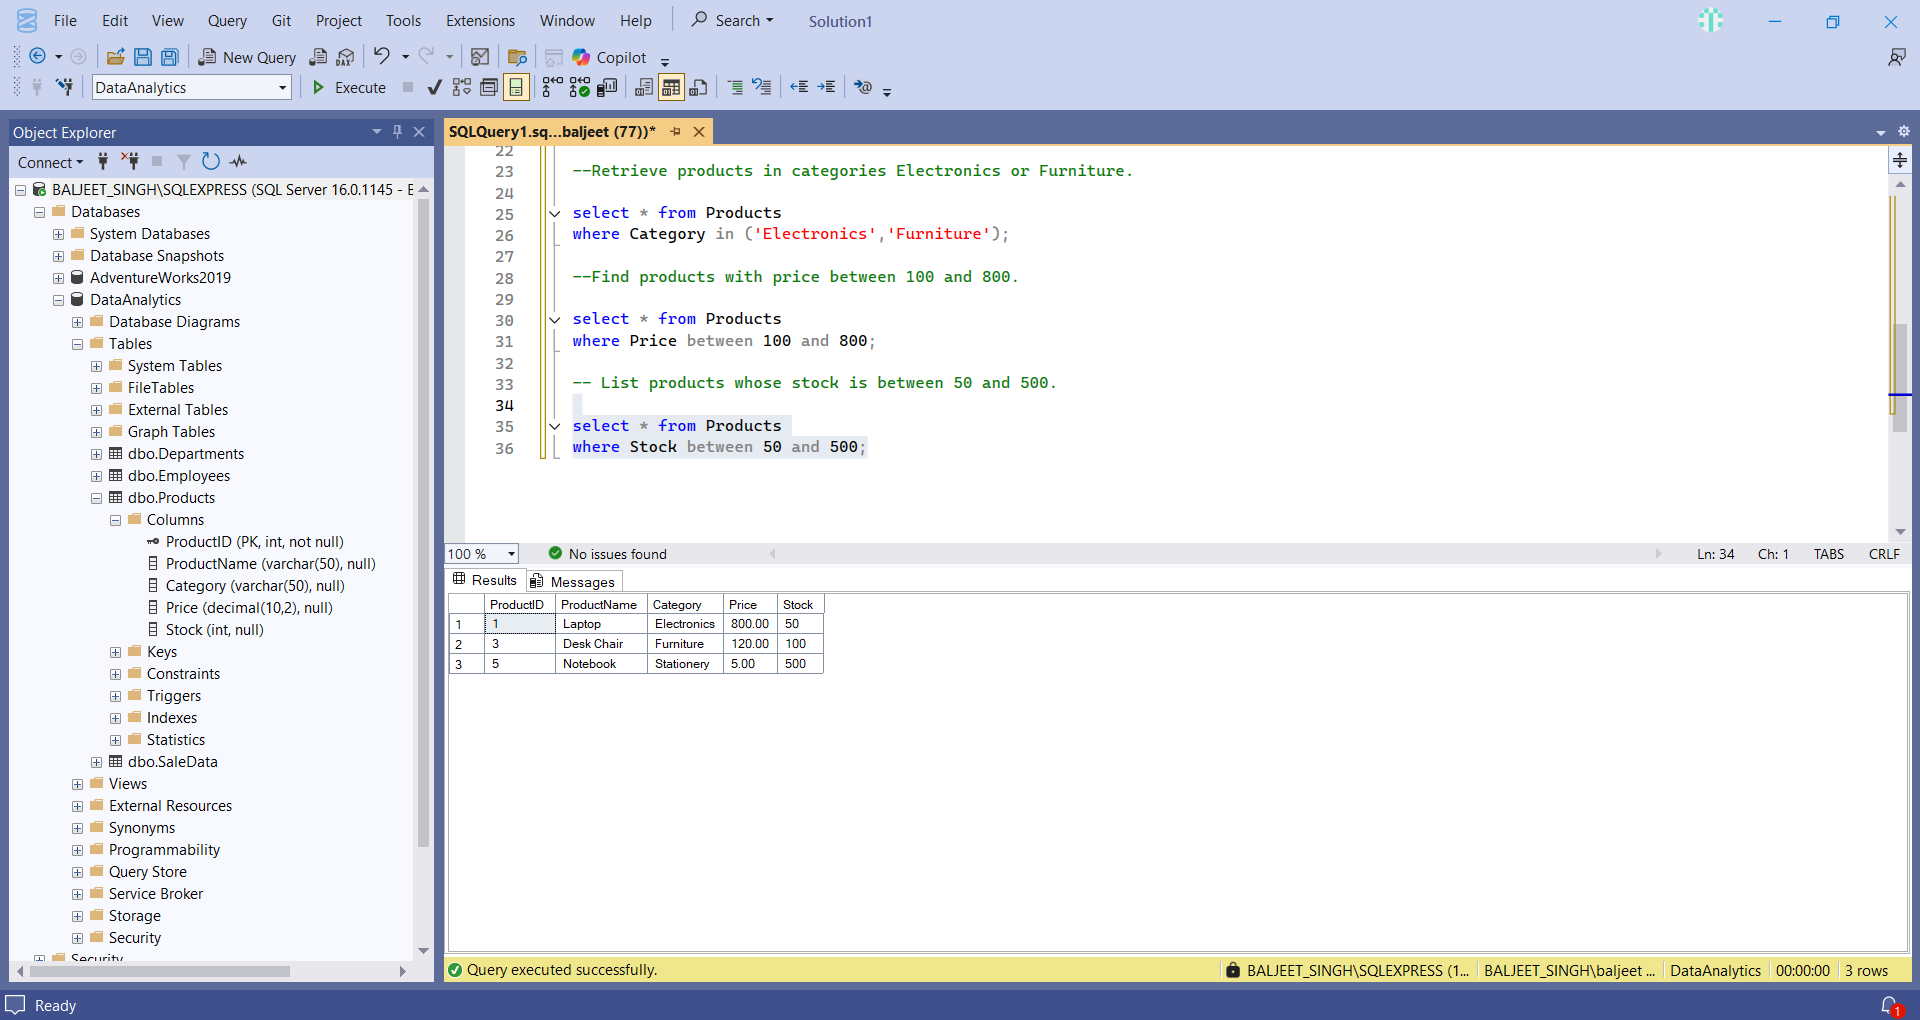 File Edit View Query Git Project Tools Extensions Window Help Search Solution1
New Query DAX Copilot
DataAnalytics Execute
Object Explorer
Connect
BALJEET_SINGH\SQLEXPRESS (SQL Server 16.0.1145 - E
Databases
System Databases
Database Snapshots
AdventureWorks2019
DataAnalytics
Database Diagrams
Tables
System Tables
FileTables
External Tables
Graph Tables
dbo.Departments
dbo.Employees
dbo.Products
Columns
ProductID (PK, int, not null)
ProductName (varchar(50), null)
Category (varchar(50), null)
Price (decimal(10,2), null)
Stock (int, null)
Keys
Constraints
Triggers
Indexes
Statistics
dbo.SaleData
Views
External Resources
Synonyms
Programmability
Query Store
Service Broker
Storage
Security
Security
SQLQuery1.sq...baljeet (77))*
22
23 --Retrieve products in categories Electronics or Furniture.
24
25 select * from Products
26 where Category in ('Electronics','Furniture');
27
28 --Find products with price between 100 and 800.
29
30 select * from Products
31 where Price between 100 and 800;
32
33 -- List products whose stock is between 50 and 500.
34
35 select * from Products
36 where Stock between 50 and 500;
100 % No issues found Ln: 34 Ch: 1 TABS CRLF
Results Messages
ProductID ProductName Category Price Stock
1 1 Laptop Electronics 800.00 50
2 3 Desk Chair Furniture 120.00 100
3 5 Notebook Stationery 5.00 500
Query executed successfully. BALJEET_SINGH\SQLEXPRESS (1... BALJEET_SINGH\baljeet ... DataAnalytics 00:00:00 3 rows
Ready 1